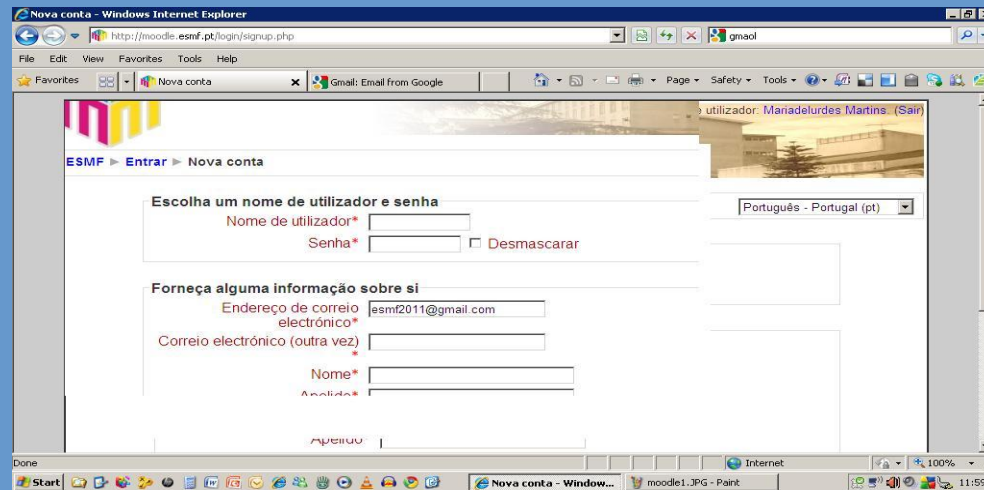 Nova conta - Windows Internet Explorer
http://moodle.esmf.pt/login/signup.php
gmaol
File Edit View Favorites Tools Help
Favorites
Nova conta
Gmail: Email from Google
Page Safety Tools
utilizador: Mariadelurdes Martins. (Sair)
ESMF ► Entrar ► Nova conta
Português - Portugal (pt)
Escolha um nome de utilizador e senha
Nome de utilizador*
Senha*
Desmascarar
Forneça alguma informação sobre si
Endereço de correio
electrónico*
esmf2011@gmail.com
Correio electrónico (outra vez)
*
Nome*
Apelido*
Apelido
Done
Internet
100%
Start
Nova conta - Window...
moodle1.JPG - Paint
11:59